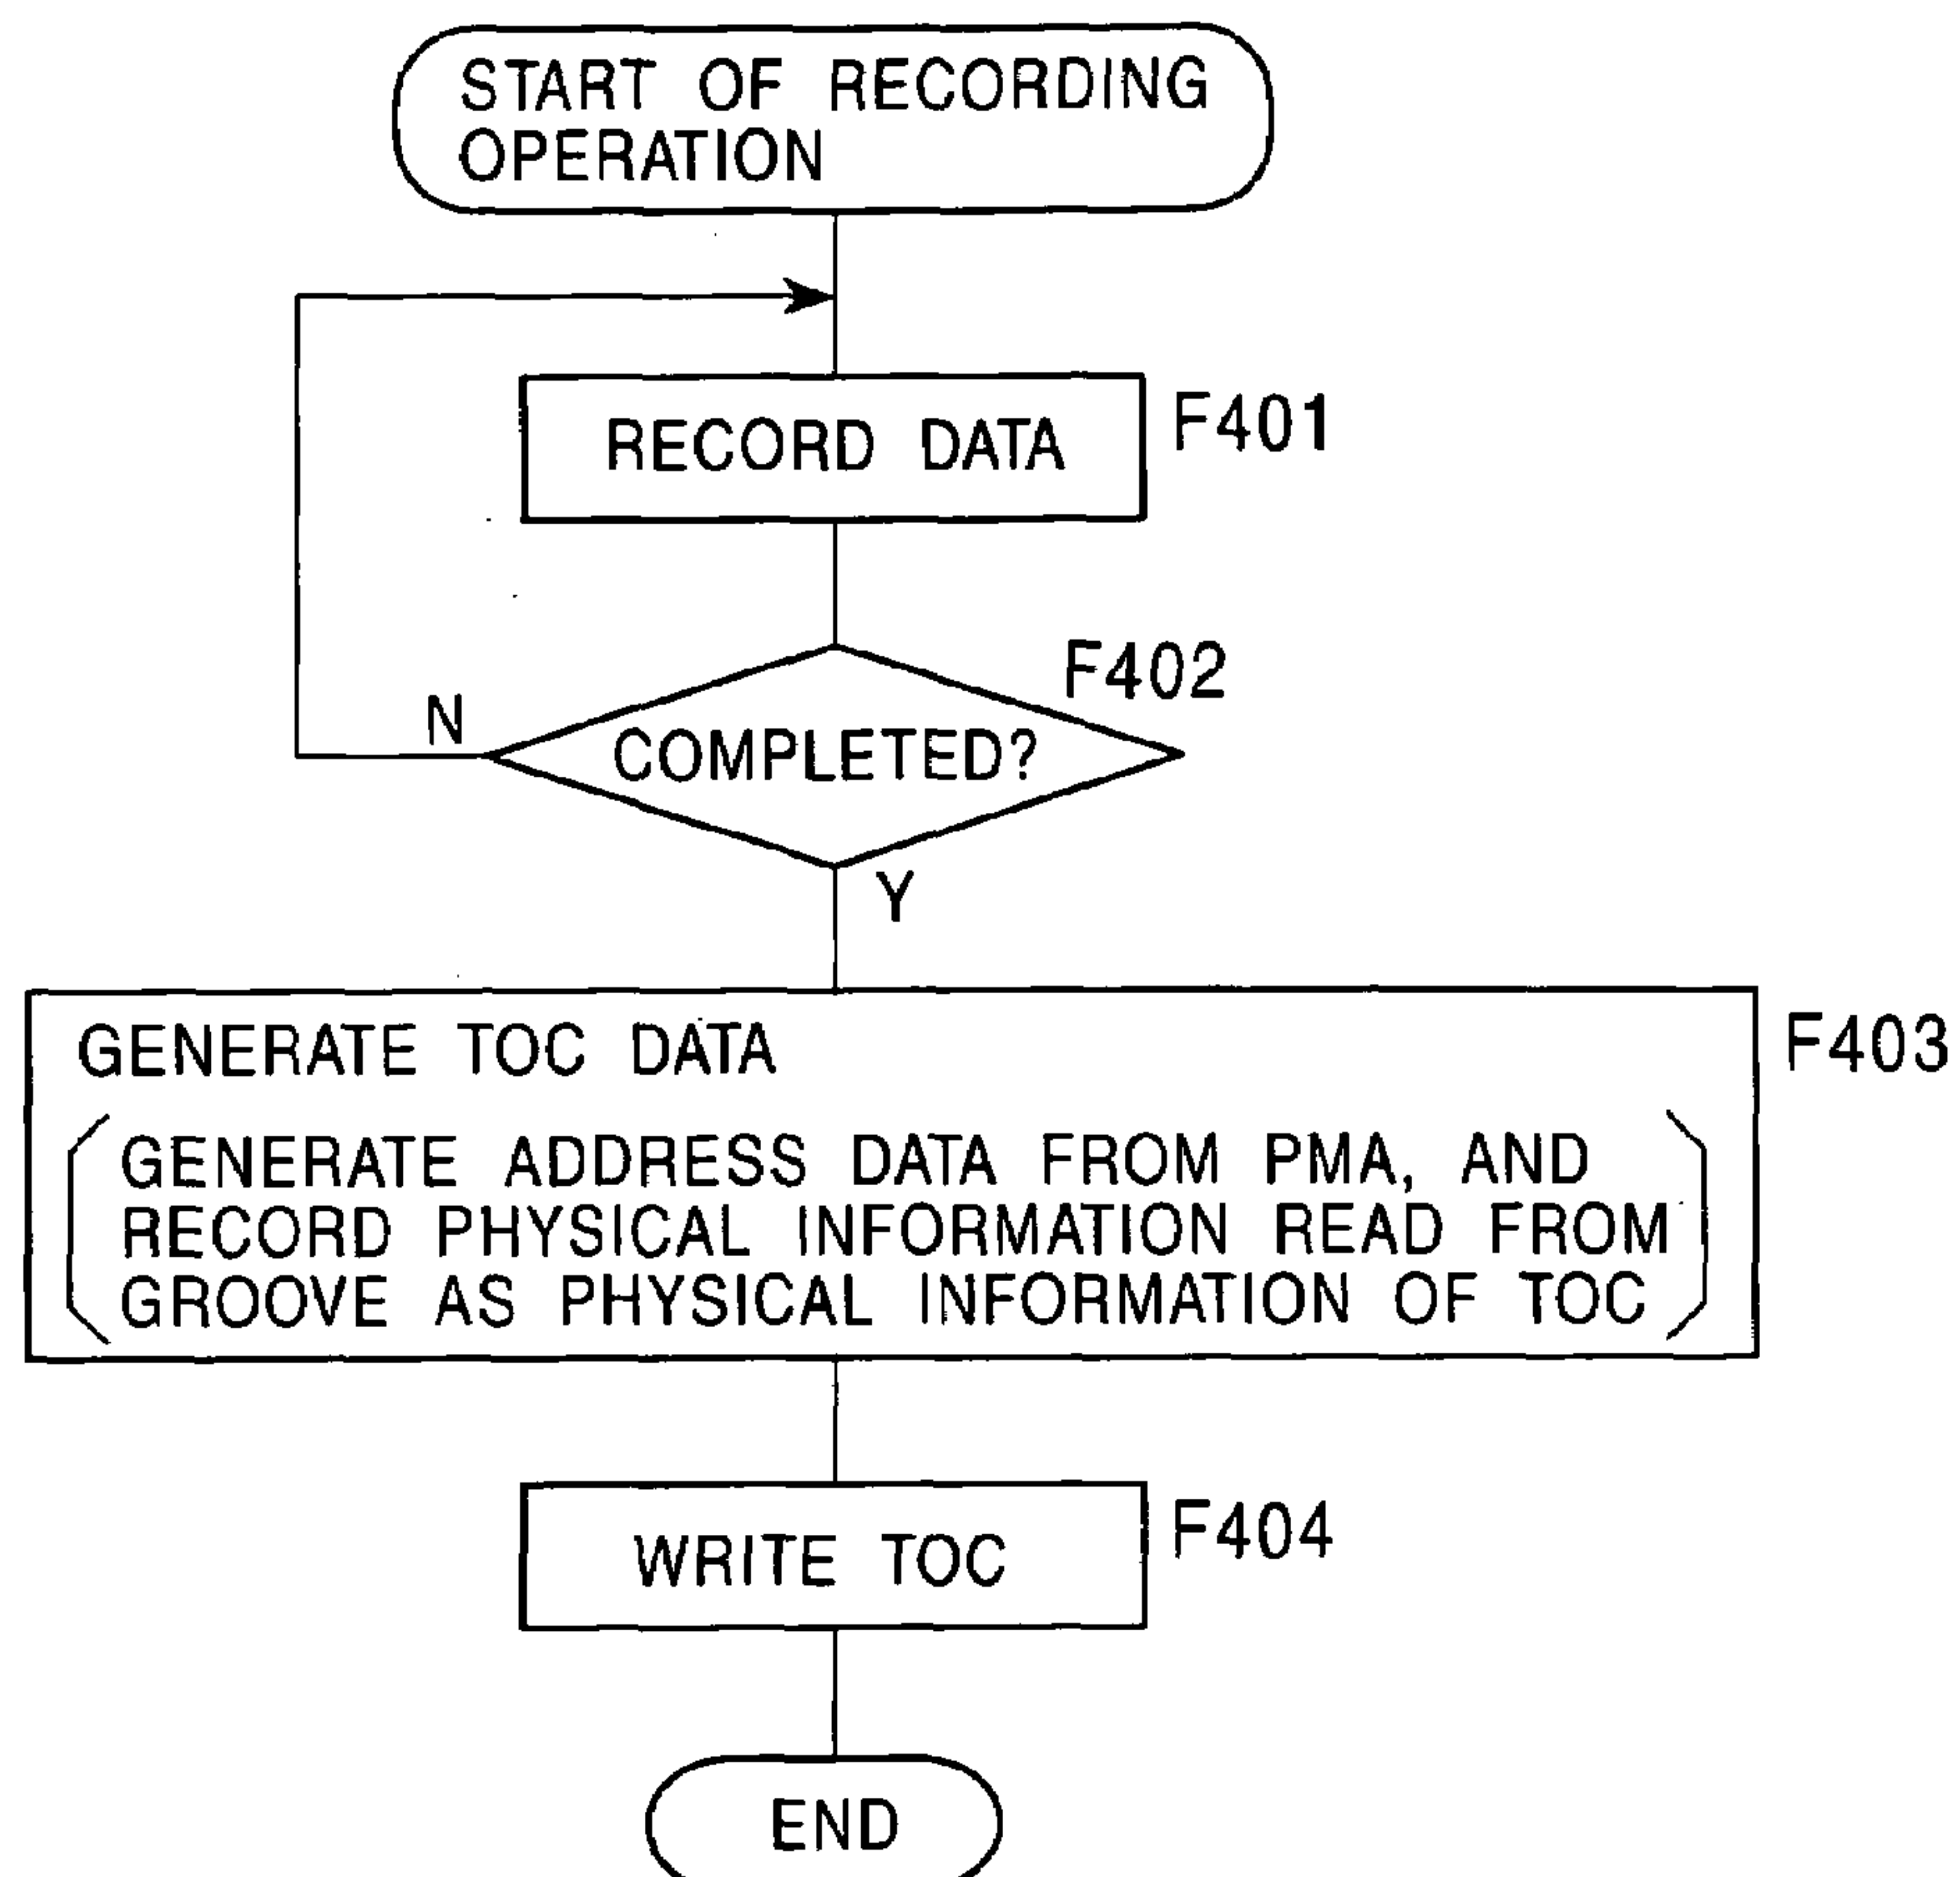 START OF RECORDING
OPERATION
RECORD DATA
F401
F402
N
COMPLETED?
Y
GENERATE TOC DATA
F403
GENERATE ADDRESS DATA FROM PMA, AND
RECORD PHYSICAL INFORMATION READ FROM
GROOVE AS PHYSICAL INFORMATION OF TOC
WRITE TOC
F404
END